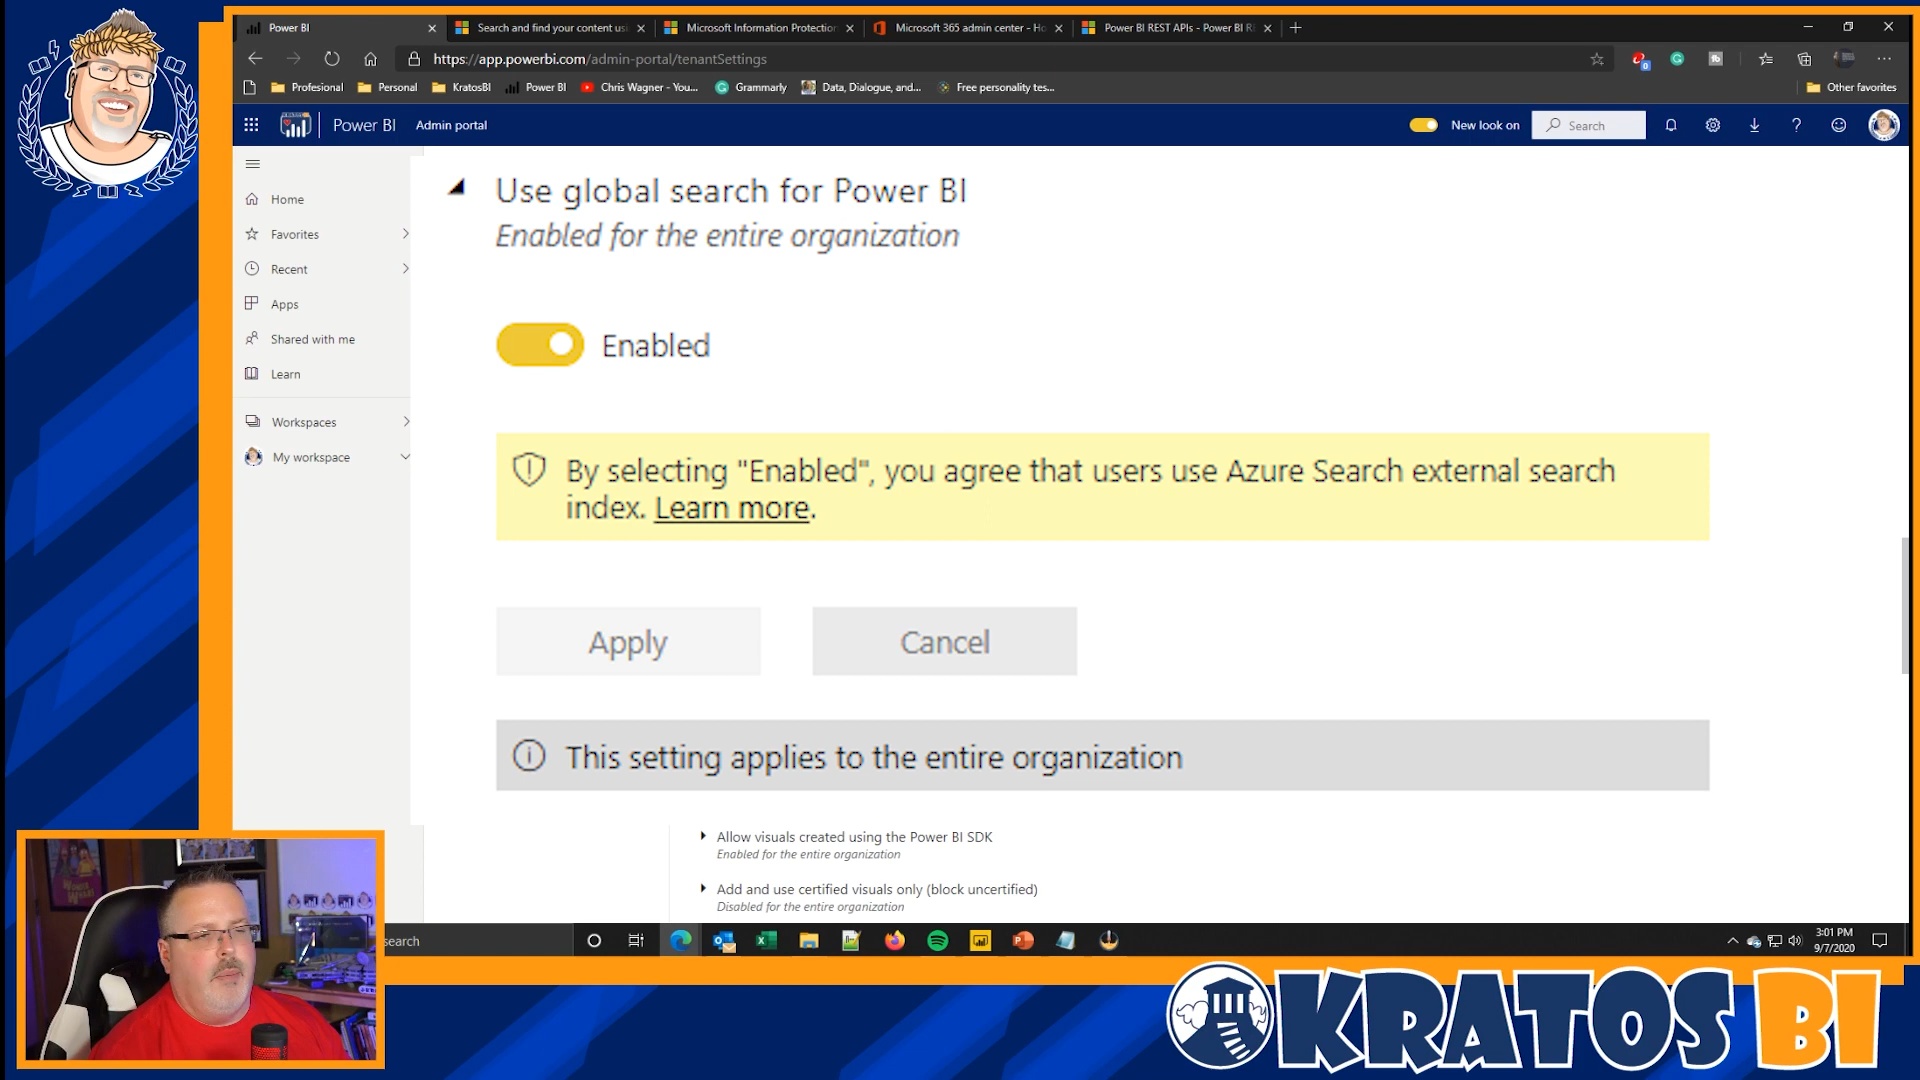 Power BI
Search and find your content usi
Microsoft Information Protection
Microsoft 365 admin center - Ho
Power BI REST APIs - Power BI R
https://app.powerbi.com/admin-portal/tenantSettings
Profesional
Personal
KratosBI
Power BI
Chris Wagner - You...
Grammarly
Data, Dialogue, and...
Free personality tes...
Other favorites
Power BI
Admin portal
New look on
Search
Home
Favorites
Recent
Apps
Shared with me
Learn
Workspaces
My workspace
Use global search for Power BI
Enabled for the entire organization
Enabled
By selecting "Enabled", you agree that users use Azure Search external search
index. Learn more.
Apply
Cancel
This setting applies to the entire organization
Allow visuals created using the Power BI SDK
Enabled for the entire organization
Add and use certified visuals only (block uncertified)
Disabled for the entire organization
search
3:01 PM
9/7/2020
KRATOS BI